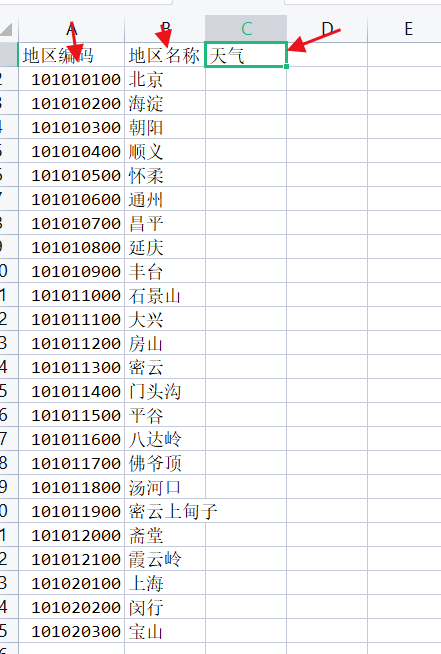 A B C D E
地区编码 地区名称 天气
2 101010100 北京
3 101010200 海淀
4 101010300 朝阳
5 101010400 顺义
6 101010500 怀柔
7 101010600 通州
8 101010700 昌平
9 101010800 延庆
0 101010900 丰台
1 101011000 石景山
2 101011100 大兴
3 101011200 房山
4 101011300 密云
5 101011400 门头沟
6 101011500 平谷
7 101011600 八达岭
8 101011700 佛爷顶
9 101011800 汤河口
0 101011900 密云上甸子
1 101012000 斋堂
2 101012100 霞云岭
3 101020100 上海
4 101020200 闵行
5 101020300 宝山